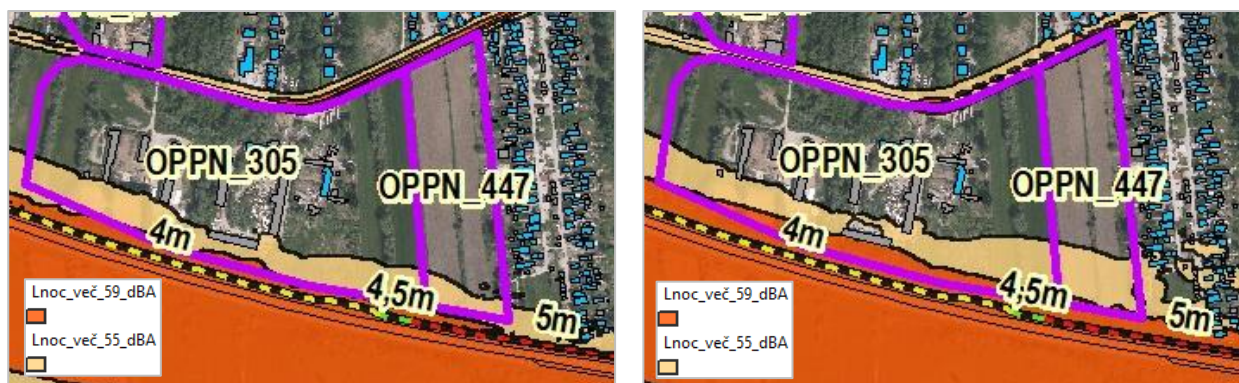 OPPN_305
OPPN_447
4m
4,5m
5m
Lnoc_več_59_dBA
Lnoc_več_55_dBA
OPPN_305
OPPN_447
4m
4,5m
5m
Lnoc_več_59_dBA
Lnoc_več_55_dBA